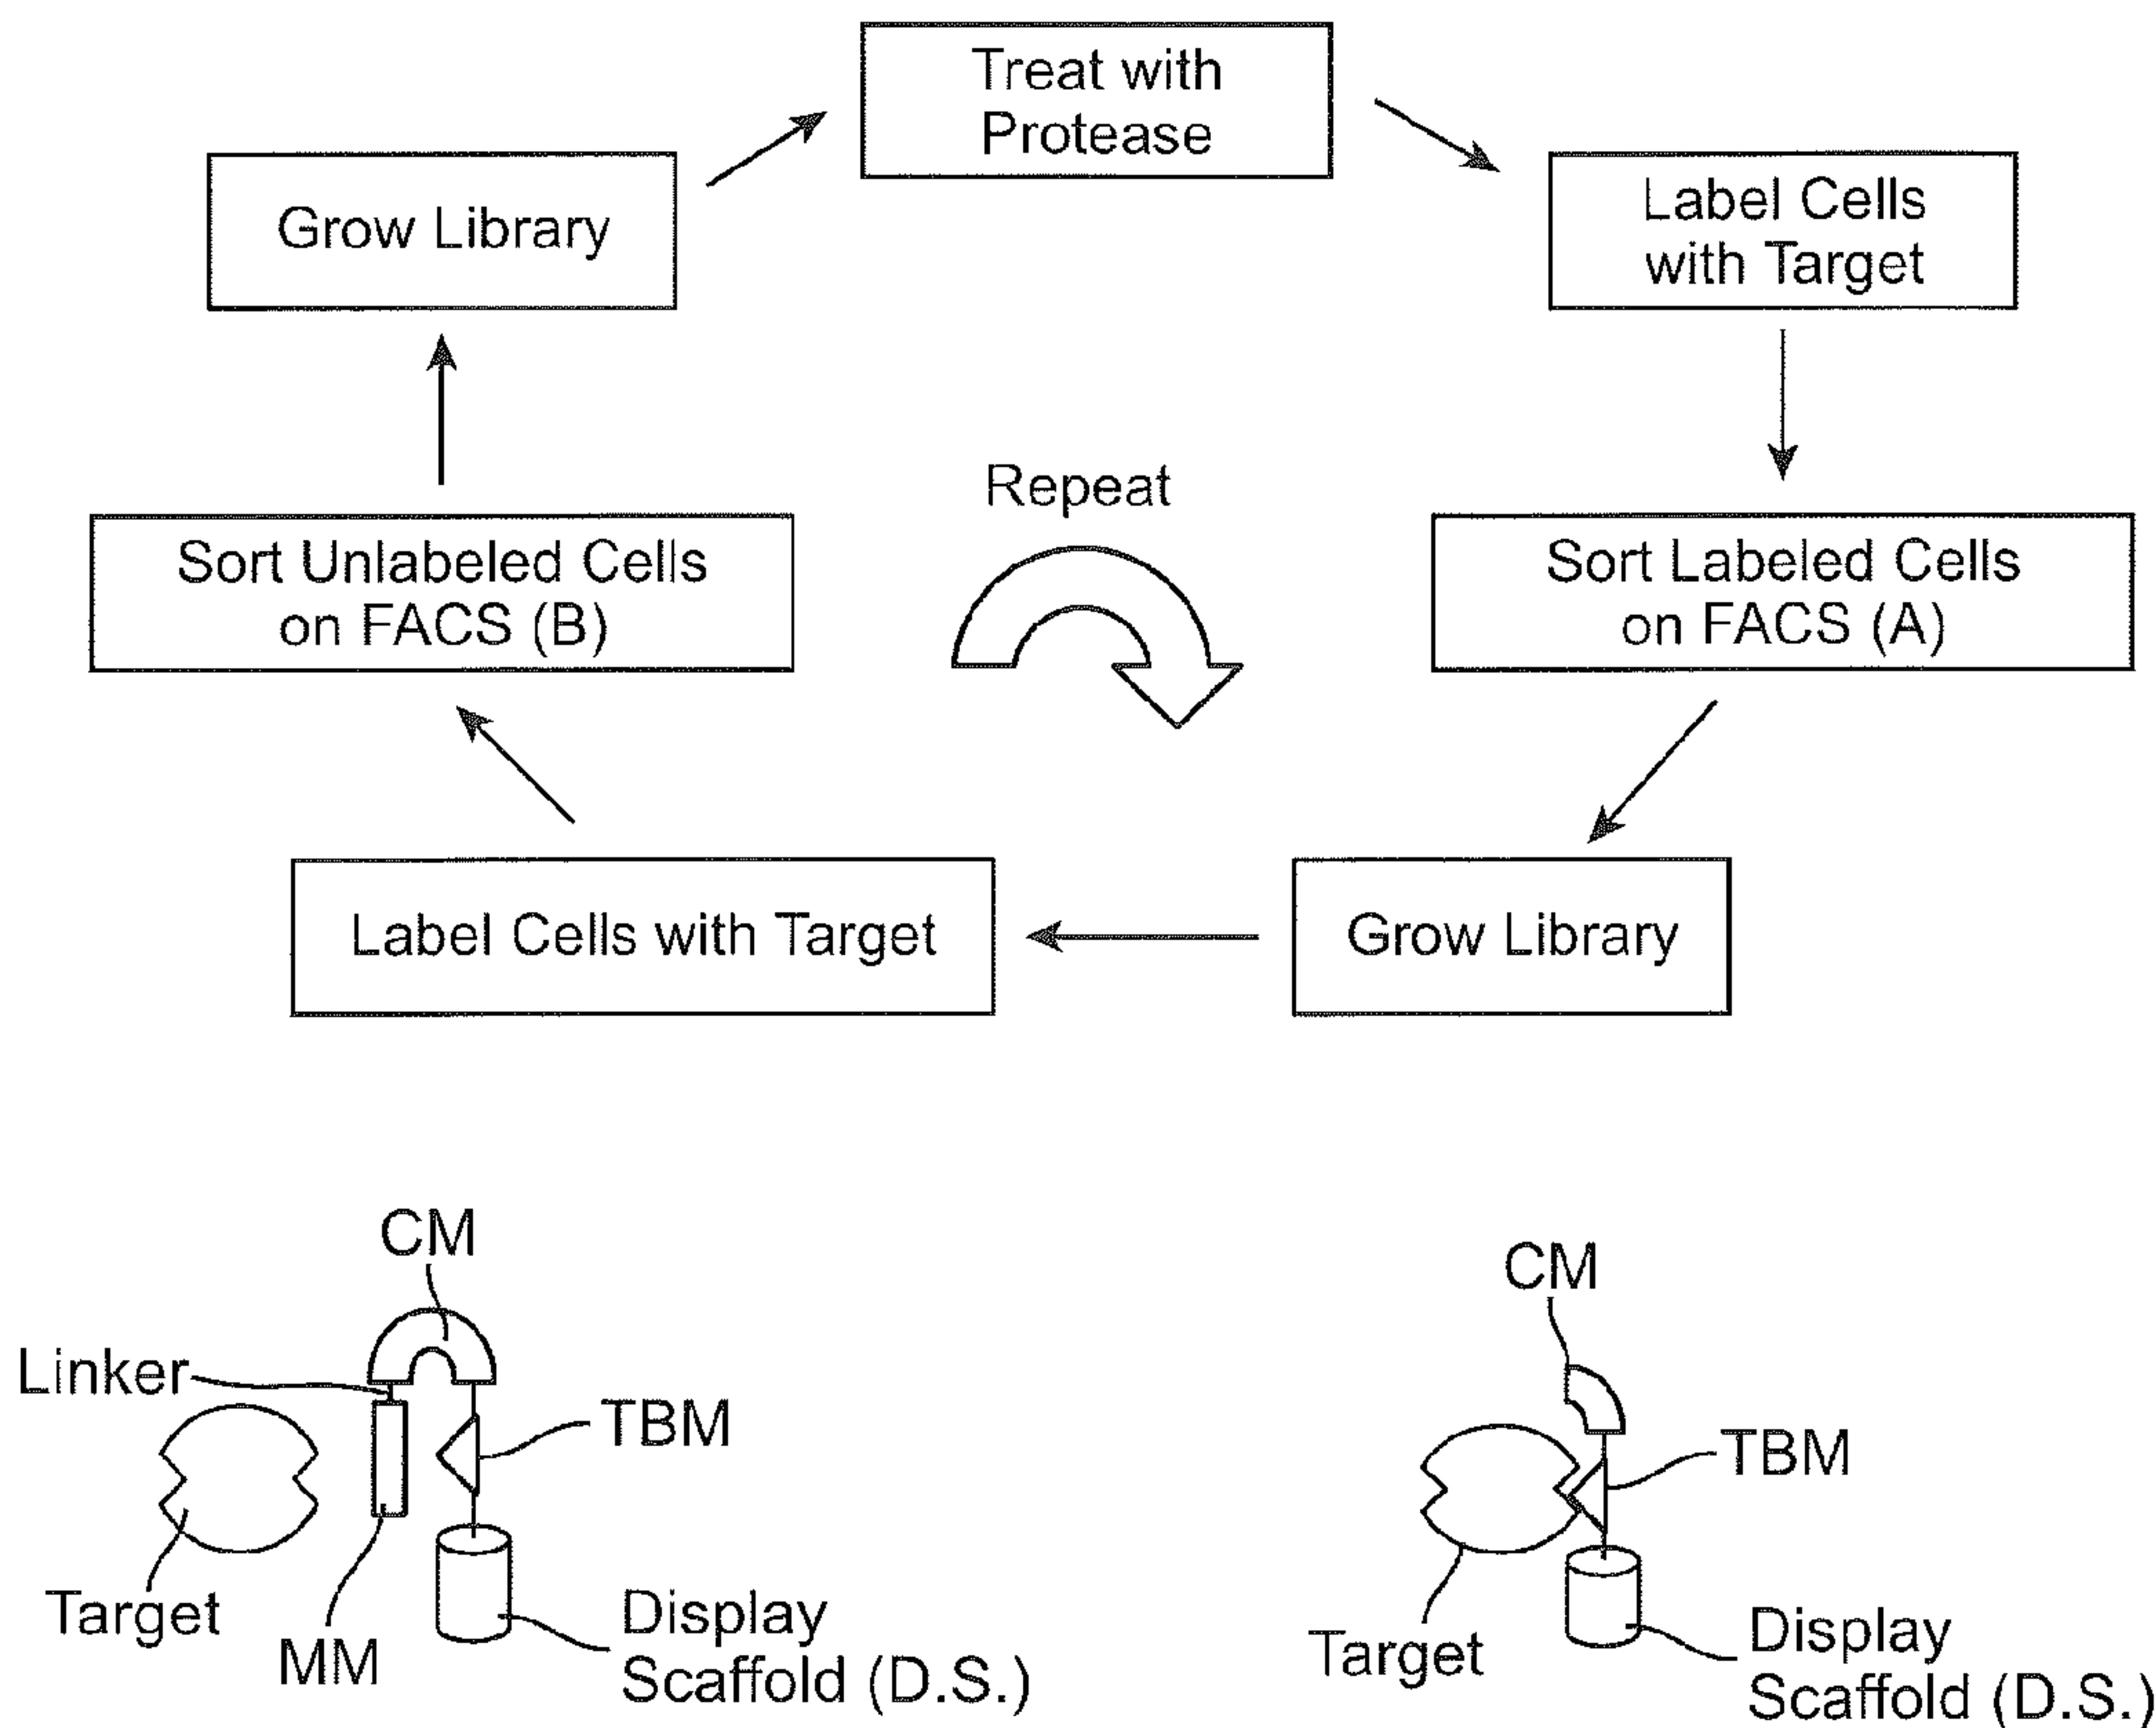 Treat with
Protease
Grow Library
Label Cells
with Target
Repeat
Sort Unlabeled Cells
on FACS (B)
Sort Labeled Cells
on FACS (A)
Label Cells with Target
Grow Library
CM
Linker
TBM
Target
MM
Display
Scaffold (D.S.)
CM
TBM
Target
Display
Scaffold (D.S.)